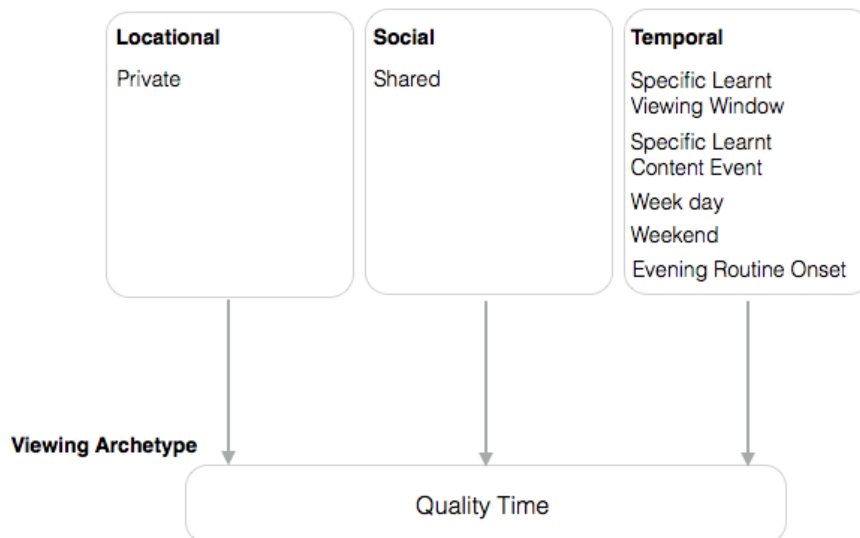 Locational
Private
Social
Shared
Temporal
Specific Learnt
Viewing Window
Specific Learnt
Content Event
Week day
Weekend
Evening Routine Onset
Viewing Archetype
Quality Time